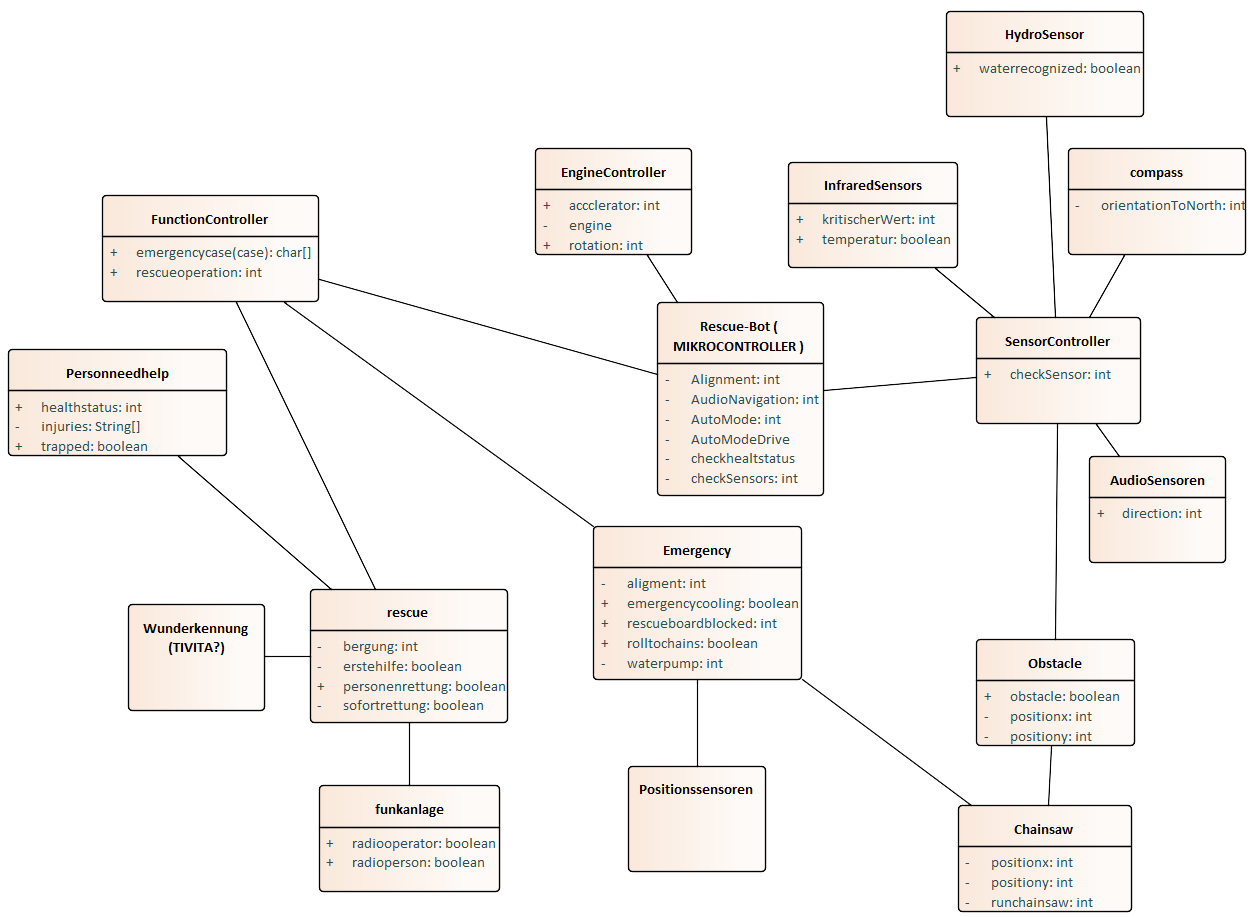 HydroSensor
+ waterrecognized: boolean
EngineController
+ accclerator: int
- engine
+ rotation: int
InfraredSensors
+ kritischerWert: int
+ temperatur: boolean
compass
- orientationToNorth: int
FunctionController
+ emergencycase(case): char[]
+ rescueoperation: int
Rescue-Bot (
MIKROCONTROLLER )
- Alignment: int
- AudioNavigation: int
- AutoMode: int
- AutoModeDrive
- checkhealtstatus
- checkSensors: int
SensorController
+ checkSensor: int
Personneedhelp
+ healthstatus: int
- injuries: String[]
+ trapped: boolean
AudioSensoren
+ direction: int
Emergency
- aligment: int
+ emergencycooling: boolean
+ rescueboardblocked: int
+ rolltochains: boolean
- waterpump: int
Wunderkennung
(TIVITA?)
rescue
- bergung: int
- erstehilfe: boolean
+ personenrettung: boolean
- sofortrettung: boolean
Obstacle
+ obstacle: boolean
- positionx: int
- positiony: int
funkanlage
+ radiooperator: boolean
+ radioperson: boolean
Positionssensoren
Chainsaw
- positionx: int
- positiony: int
- runchainsaw: int